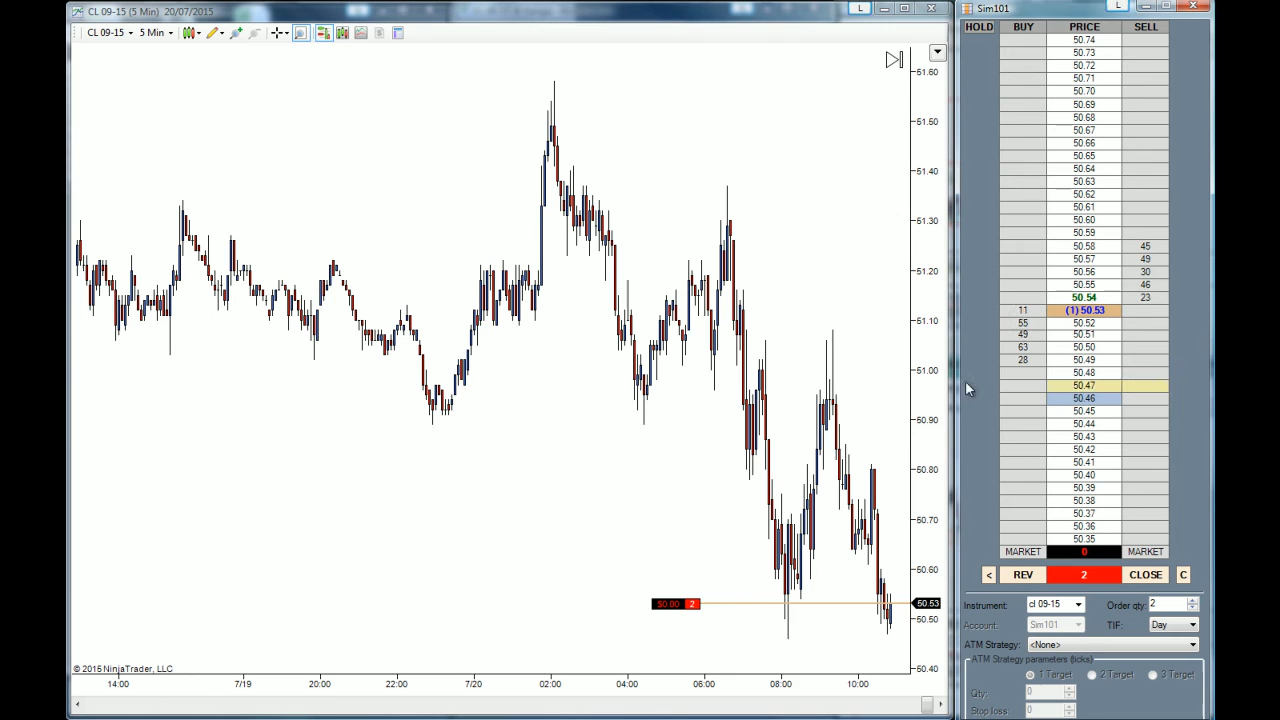 CL 09-15 (5 Min) 20/07/2015
L
CL 09-15
5 Min
$
51.60
51.50
51.40
51.30
51.20
51.10
51.00
50.90
50.80
50.70
50.60
50.53
50.50
50.40
$0.00 2
© 2015 NinjaTrader, LLC
14:00 7/19 20:00 22:00 7/20 02:00 04:00 06:00 08:00 10:00
Sim101
L
HOLD BUY PRICE SELL
50.74
50.73
50.72
50.71
50.70
50.69
50.68
50.67
50.66
50.65
50.64
50.63
50.62
50.61
50.60
50.59
50.58 45
50.57 49
50.56 30
50.55 46
50.54 23
11 (1) 50.53
55 50.52
49 50.51
63 50.50
28 50.49
50.48
50.47
50.46
50.45
50.44
50.43
50.42
50.41
50.40
50.39
50.38
50.37
50.36
50.35
MARKET 0 MARKET
< REV 2 CLOSE C
Instrument: cl 09-15 Order qty: 2
Account: Sim101 TIF: Day
ATM Strategy: <None>
ATM Strategy parameters (ticks)
1 Target 2 Target 3 Target
Qty: 0
Stop loss: 0